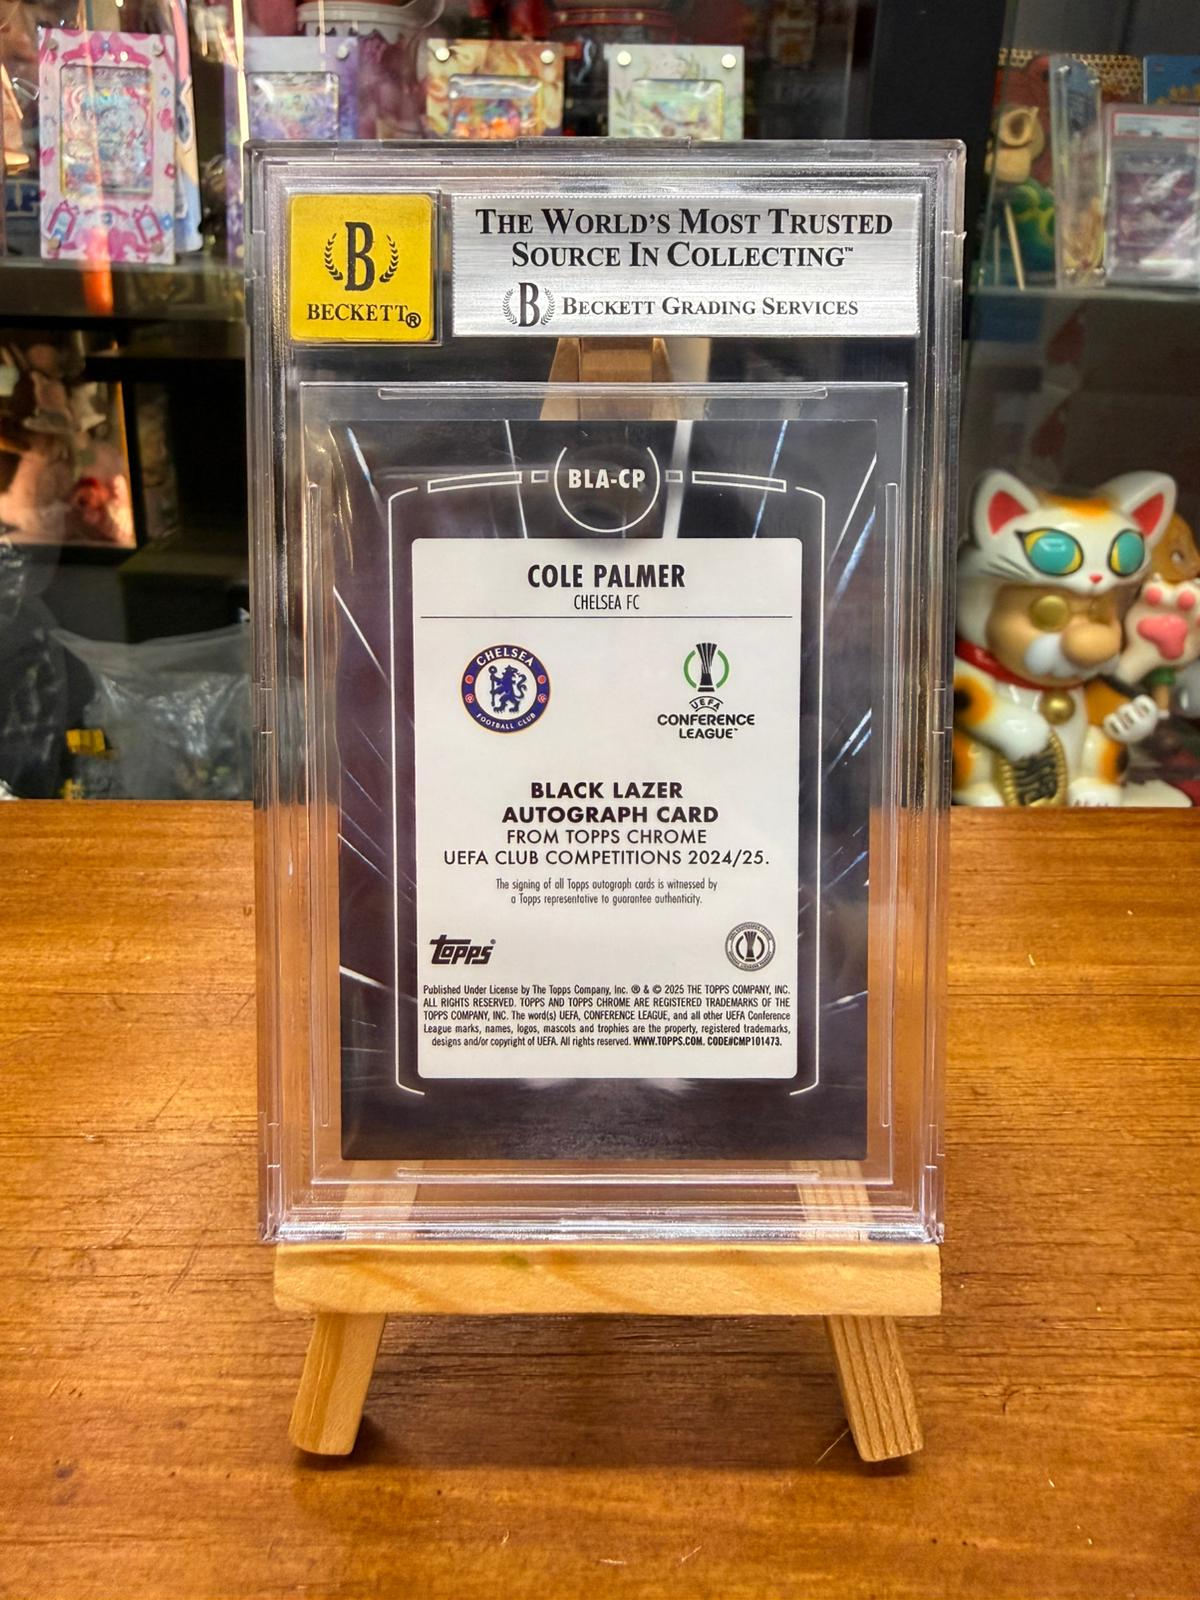 B
BECKETT®
THE WORLD'S MOST TRUSTED
SOURCE IN COLLECTING™
B BECKETT GRADING SERVICES
BLA-CP
COLE PALMER
CHELSEA FC
CHELSEA
FOOTBALL CLUB
UEFA
CONFERENCE
LEAGUE™
BLACK LAZER
AUTOGRAPH CARD
FROM TOPPS CHROME
UEFA CLUB COMPETITIONS 2024/25.
The signing of all Topps autograph cards is witnessed by
a Topps representative to guarantee authenticity.
Topps®
Published Under License by The Topps Company, Inc. ® & © 2025 THE TOPPS COMPANY, INC.
ALL RIGHTS RESERVED. TOPPS AND TOPPS CHROME ARE REGISTERED TRADEMARKS OF THE
TOPPS COMPANY, INC. The word(s) UEFA, CONFERENCE LEAGUE, and all other UEFA Conference
League marks, names, logos, mascots and trophies are the property, registered trademarks,
designs and/or copyright of UEFA. All rights reserved. WWW.TOPPS.COM. CODE#CMP101473.